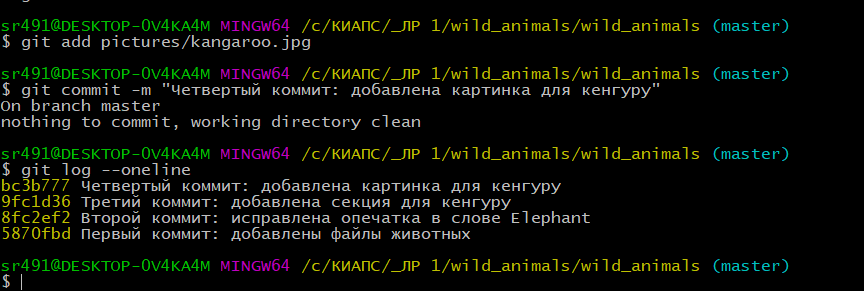 sr491@DESKTOP-OV4KA4M MINGW64 /c/КИАПС/_ЛР 1/wild_animals/wild_animals (master)
$ git add pictures/kangaroo.jpg
sr491@DESKTOP-OV4KA4M MINGW64 /c/КИАПС/_ЛР 1/wild_animals/wild_animals (master)
$ git commit -m "Четвертый коммит: добавлена картинка для кенгуру"
On branch master
nothing to commit, working directory clean
sr491@DESKTOP-OV4KA4M MINGW64 /c/КИАПС/_ЛР 1/wild_animals/wild_animals (master)
$ git log --oneline
bc3b777 Четвертый коммит: добавлена картинка для кенгуру
9fc1d36 Третий коммит: добавлена секция для кенгуру
8fc2ef2 Второй коммит: исправлена опечатка в слове Elephant
5870fbd Первый коммит: добавлены файлы животных
sr491@DESKTOP-OV4KA4M MINGW64 /c/КИАПС/_ЛР 1/wild_animals/wild_animals (master)
$